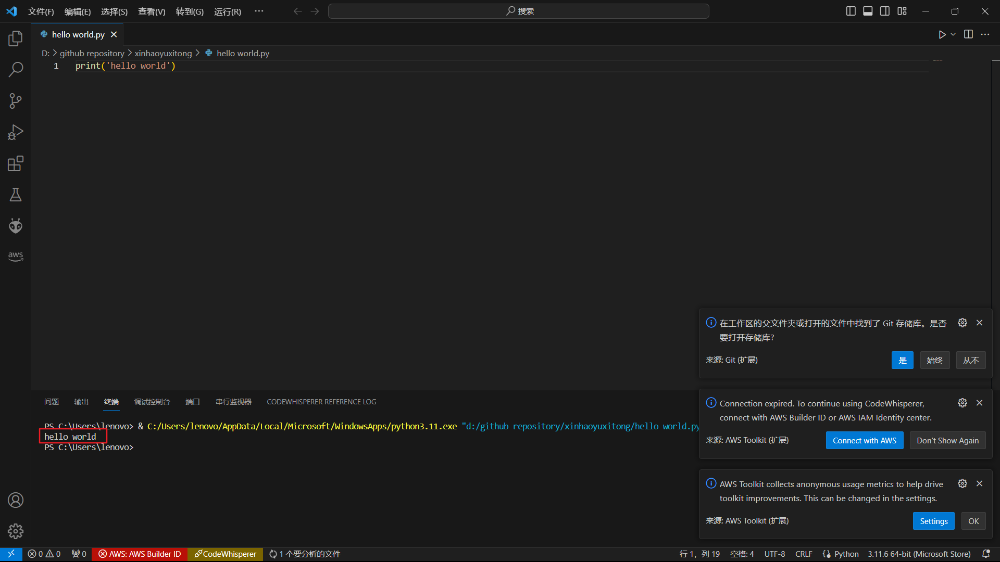 文件(F) 编辑(E) 选择(S) 查看(V) 转到(G) 运行(R) ··· 搜索
hello world.py
D: > github repository > xinhaoyuxitong > hello world.py
1 print('hello world')
aws
在工作区的父文件夹或打开的文件中找到了 Git 存储库。是否
要打开存储库?
来源: Git (扩展) 是 始终 从不
问题 输出 终端 调试控制台 端口 串行监视器 CODEWHISPERER REFERENCE LOG
PS C:\Users\lenovo> & C:/Users/lenovo/AppData/Local/Microsoft/WindowsApps/python3.11.exe "d:/github repository/xinhaoyuxitong/hello world.py
hello world
PS C:\Users\lenovo>
Connection expired. To continue using CodeWhisperer,
connect with AWS Builder ID or AWS IAM Identity center.
来源: AWS Toolkit (扩展) Connect with AWS Don't Show Again
AWS Toolkit collects anonymous usage metrics to help drive
toolkit improvements. This can be changed in the settings.
来源: AWS Toolkit (扩展) Settings OK
0 0 0 AWS: AWS Builder ID CodeWhisperer 1 个要分析的文件 行 1，列 19 空格: 4 UTF-8 CRLF Python 3.11.6 64-bit (Microsoft Store)